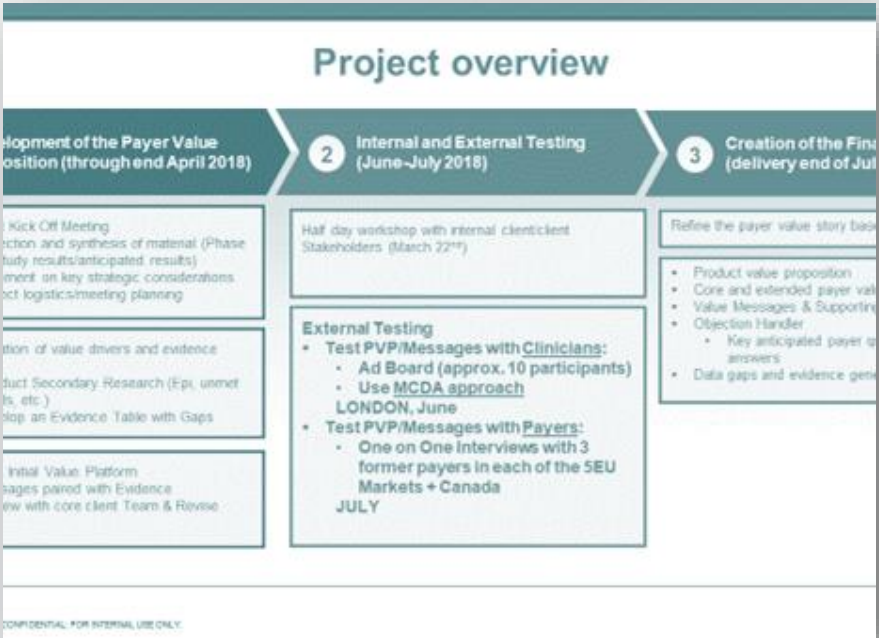 Project overview
elopment of the Payer Value
osition (through end April 2018)
: Kick Off Meeting
ection and synthesis of material (Phase
tudy results/anticipated results)
ment on key strategic considerations
ect logistics/meeting planning
ation of value drivers and evidence
duct Secondary Research (Epi, unmet
ds, etc.)
elop an Evidence Table with Gaps
Initial Value Platform
sages paired with Evidence
ew with core client Team & Revise
2
Internal and External Testing
(June-July 2018)
Half day workshop with internal client/client
Stakeholders (March 22nd)
External Testing
• Test PVP/Messages with Clinicians:
• Ad Board (approx. 10 participants)
• Use MCDA approach
LONDON, June
• Test PVP/Messages with Payers:
• One on One Interviews with 3
former payers in each of the 5EU
Markets + Canada
JULY
3
Creation of the Fina
(delivery end of Jul
Refine the payer value story base
• Product value proposition
• Core and extended payer valu
• Value Messages & Supporting
• Objection Handler
• Key anticipated payer q
answers
• Data gaps and evidence gene
CONFIDENTIAL: FOR INTERNAL USE ONLY.